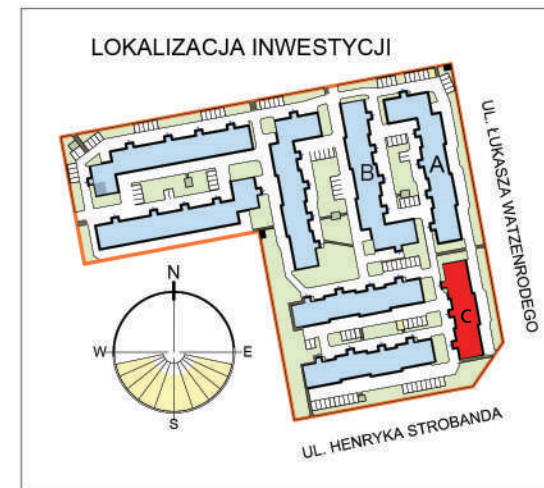 LOKALIZACJA INWESTYCJI
UL. ŁUKASZA WATZENRODEGO
A
B
C
N
W
E
S
UL. HENRYKA STROBANDA